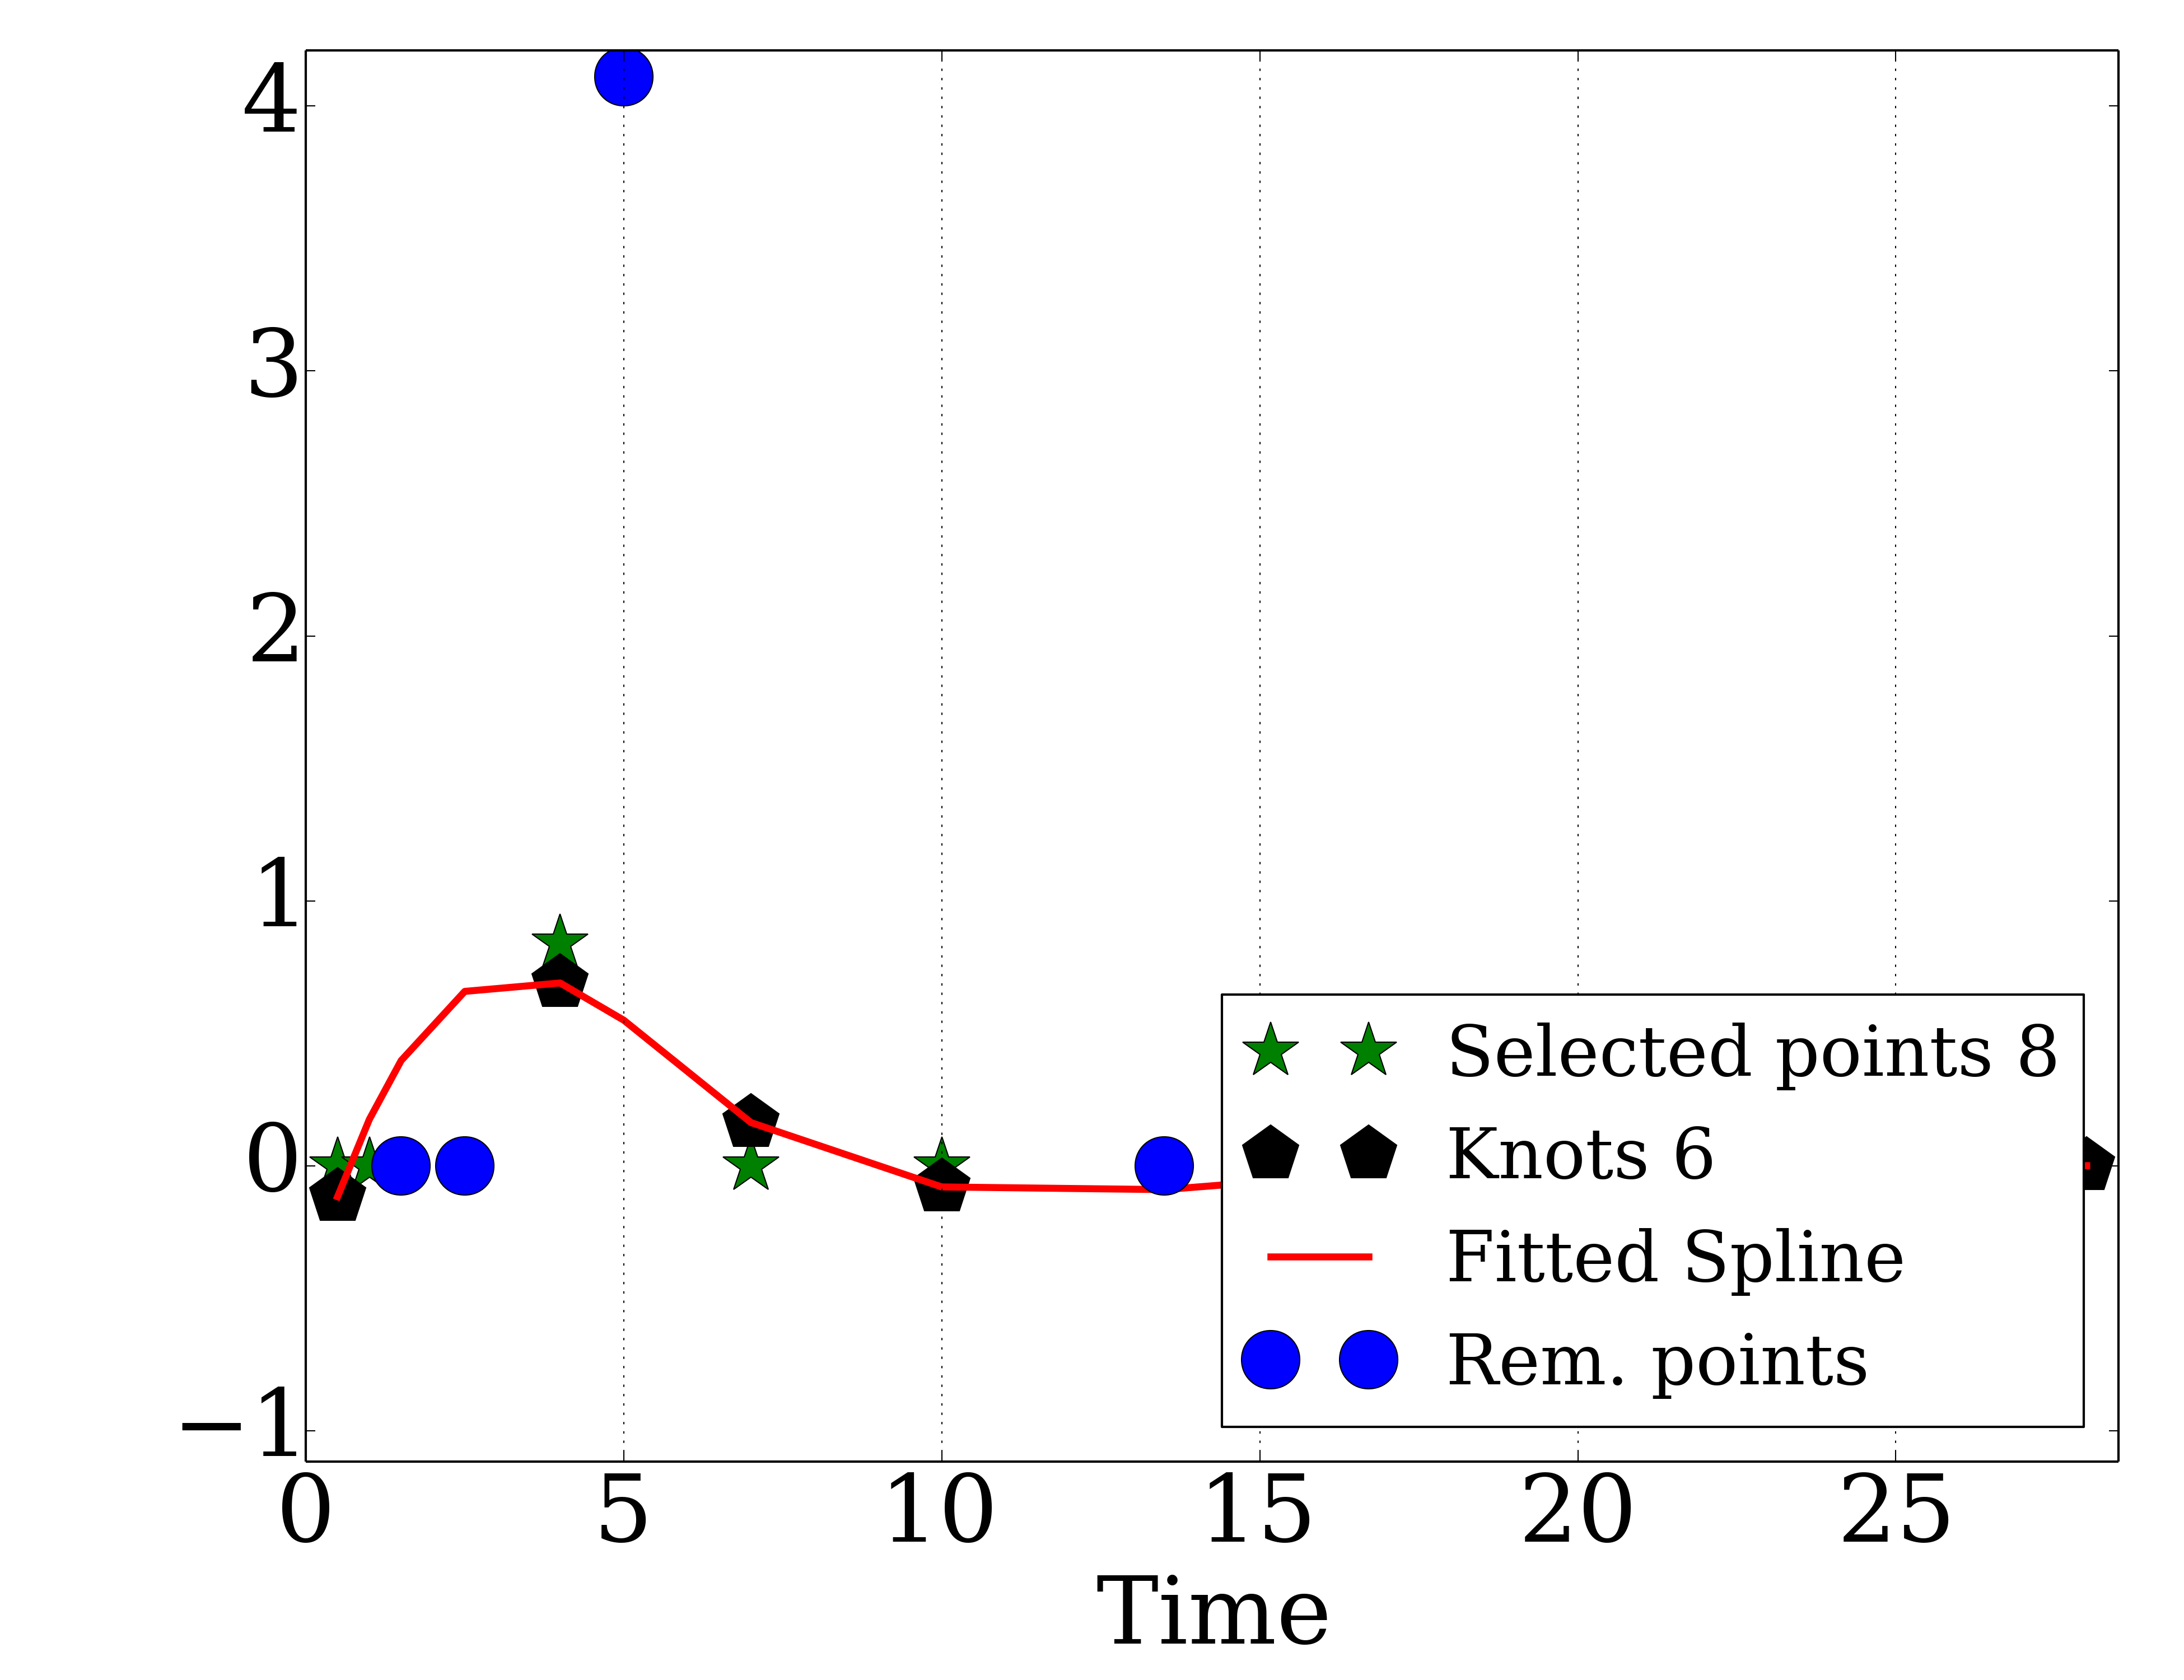 4
3
2
1
0
−1
Selected points 8
Knots 6
Fitted Spline
Rem. points
0 5 10 15 20 25
Time